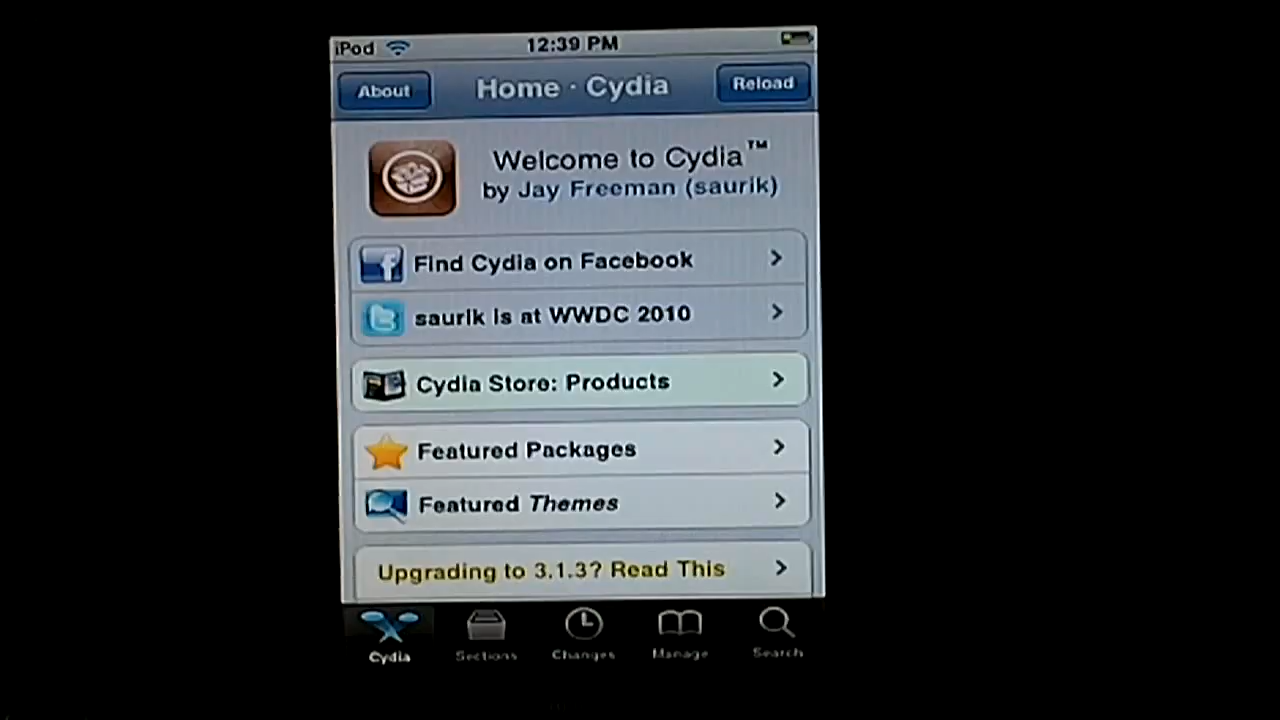 iPod 12:39 PM
About Home · Cydia Reload
Welcome to Cydia™
by Jay Freeman (saurik)
Find Cydia on Facebook
saurik is at WWDC 2010
Cydia Store: Products
Featured Packages
Featured Themes
Upgrading to 3.1.3? Read This
Cydia Sections Changes Manage Search